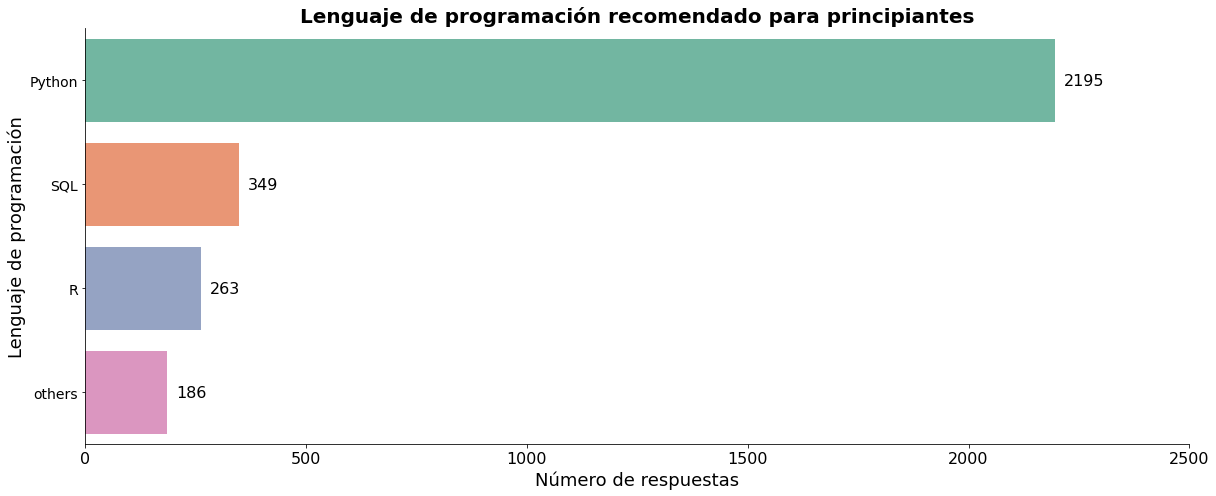 Lenguaje de programación recomendado para principiantes
Lenguaje de programación
Python
2195
SQL
349
R
263
others
186
0 500 1000 1500 2000 2500
Número de respuestas